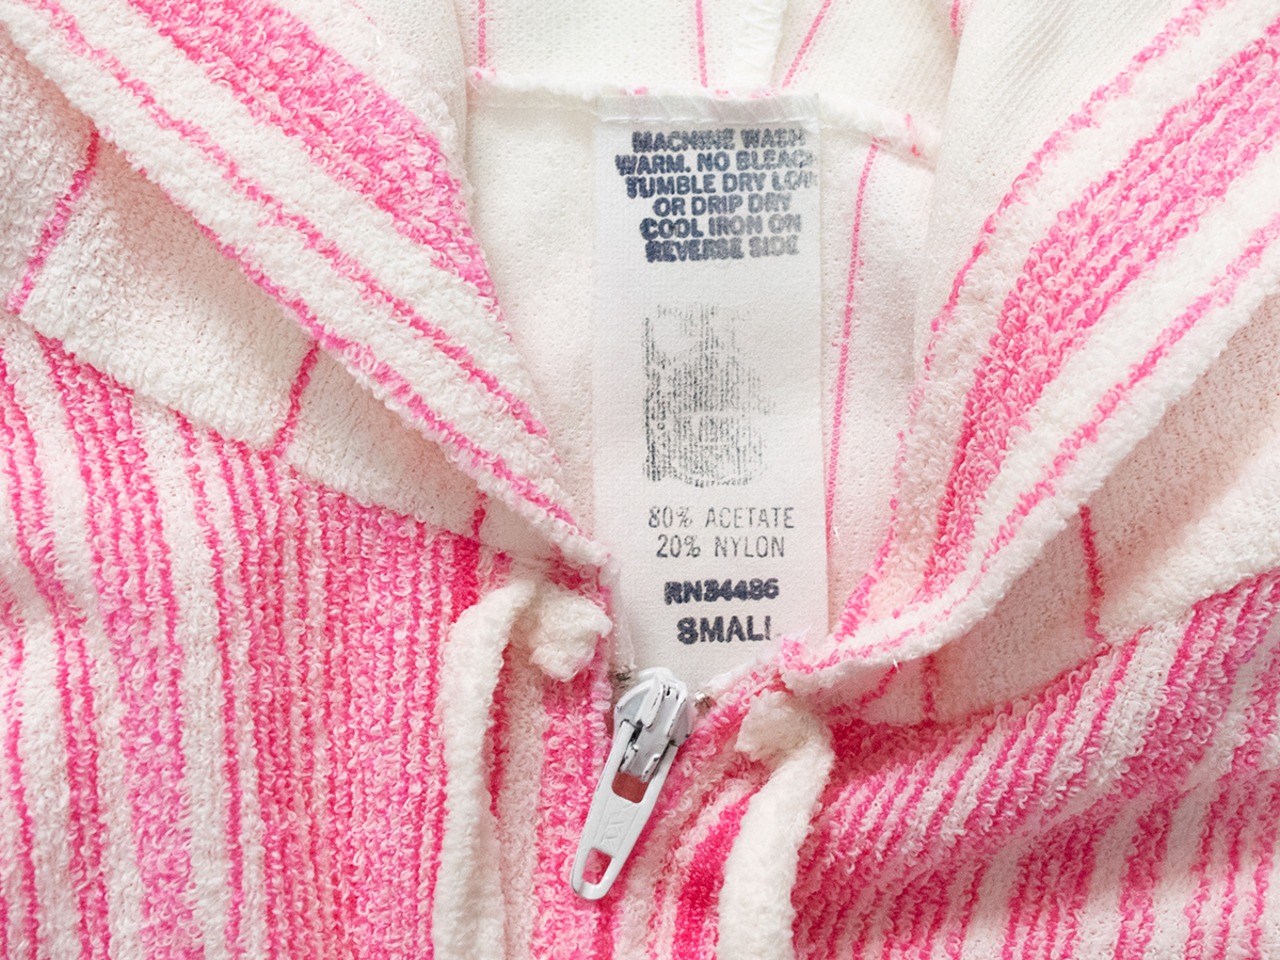 MACHINE WASH
WARM. NO BLEACH
TUMBLE DRY LOW
OR DRIP DRY
COOL IRON ON
REVERSE SIDE
80% ACETATE
20% NYLON
RN34486
SMALL